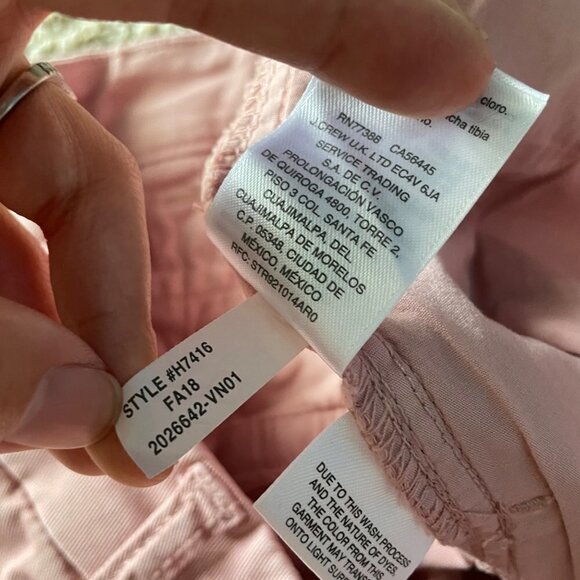 cloro.
no.
cha tibia
RN77388 CA56445
J.CREW U.K. LTD EC4V 6JA
SERVICE TRADING
S.A. DE C.V.
PROLONGACIÓN VASCO
DE QUIROGA 4800, TORRE 2,
PISO 3 COL. SANTA FE
CUAJIMALPA, DEL.
CUAJIMALPA DE MORELOS
C.P. 05348, CIUDAD DE
MÉXICO, MÉXICO
RFC: STR921014AR0
STYLE #H7416
FA18
2026642-VN01
DUE TO THIS WASH PROCESS
AND THE NATURE OF DYES
THE COLOR FROM THIS
GARMENT MAY TRAN
ONTO LIGHT SU